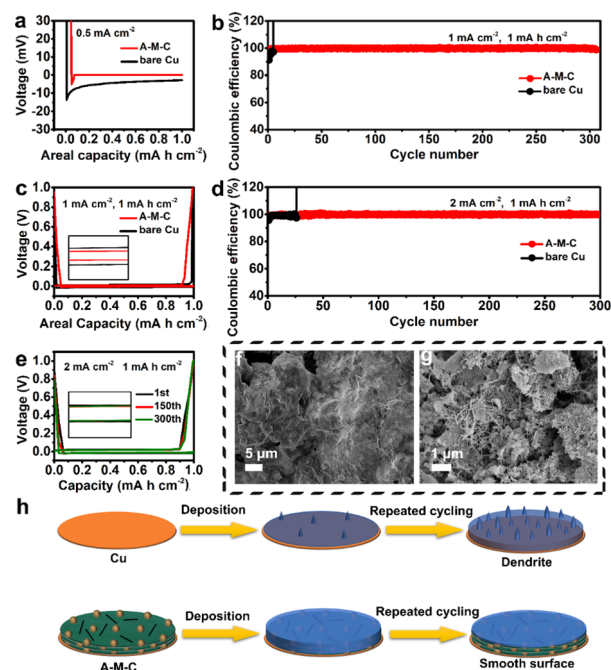 a
0.5 mA cm-2
A-M-C
bare Cu
Voltage (mV)
30
20
10
0
-10
-20
-30
0.0 0.2 0.4 0.6 0.8 1.0
Areal capacity (mA h cm-2)
b
1 mA cm-2, 1 mA h cm-2
A-M-C
bare Cu
Coulombic efficiency (%)
140
120
100
80
60
40
0 50 100 150 200 250 300
Cycle number
c
1 mA cm-2, 1 mA h cm-2
A-M-C
bare Cu
Voltage (V)
1.0
0.8
0.6
0.4
0.2
0.0
0.0 0.2 0.4 0.6 0.8 1.0
Areal Capacity (mA h cm-2)
d
2 mA cm-2, 1 mA h cm-2
A-M-C
bare Cu
Coulombic efficiency (%)
140
120
100
80
60
40
0 50 100 150 200 250 300
Cycle number
e
2 mA cm-2 1 mA h cm-2
1st
150th
300th
Voltage (V)
1.0
0.8
0.6
0.4
0.2
0.0
0.0 0.2 0.4 0.6 0.8 1.0
Capacity (mA h cm-2)
f
5 μm
g
1 μm
h
Deposition
Repeated cycling
Cu
Dendrite
Deposition
Repeated cycling
A-M-C
Smooth surface